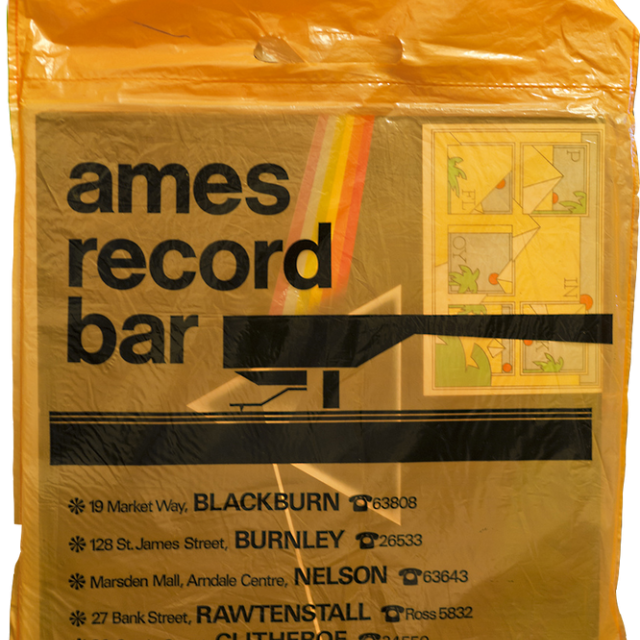 ames
record
bar
19 Market Way, BLACKBURN ☎63808
128 St. James Street, BURNLEY ☎26533
Marsden Mall, Arndale Centre, NELSON ☎63643
27 Bank Street, RAWTENSTALL ☎Ross 5832
CLITHEROE